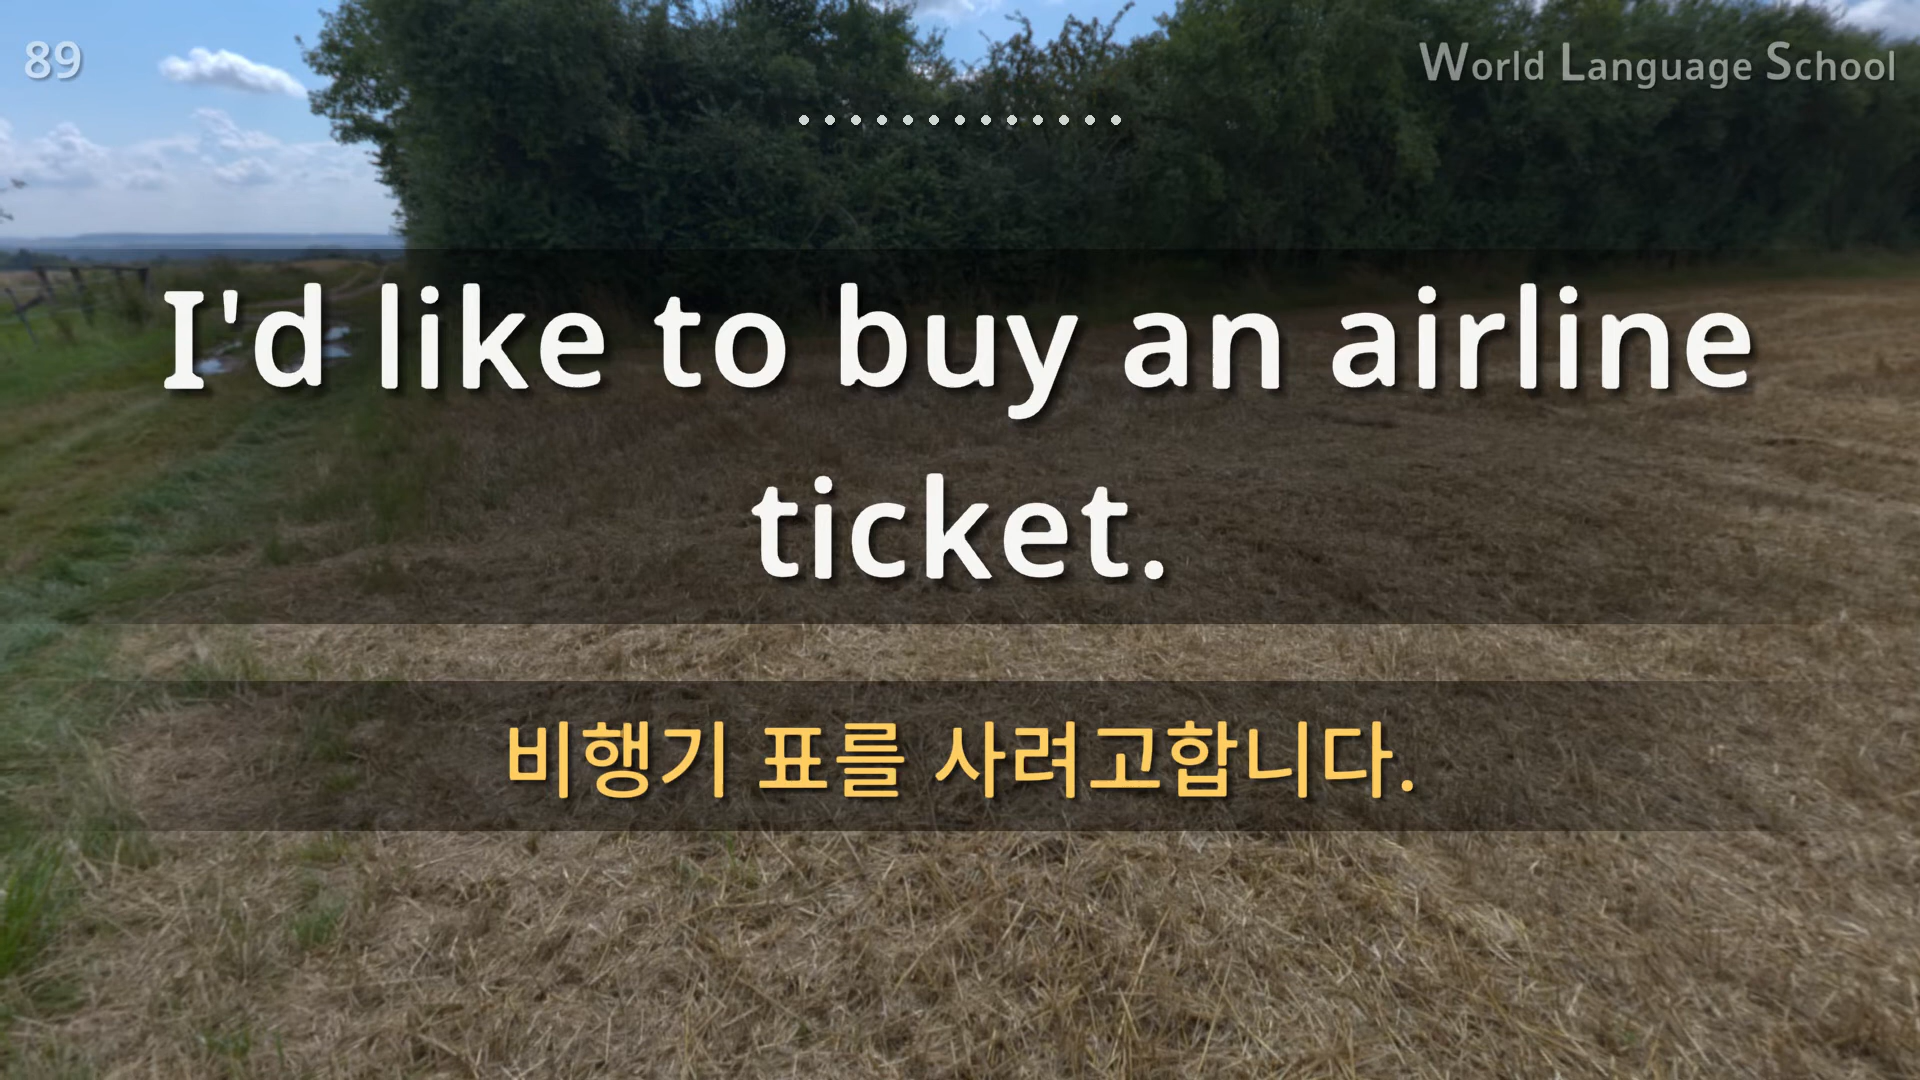 89
World Language School
I'd like to buy an airline
ticket.
비행기 표를 사려고합니다.